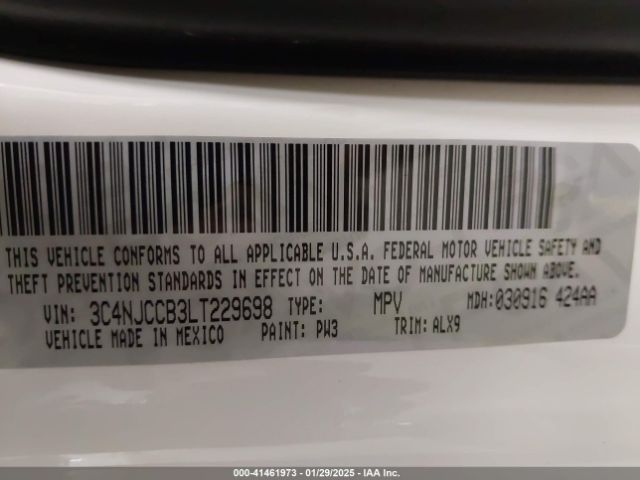 THIS VEHICLE CONFORMS TO ALL APPLICABLE U.S.A. FEDERAL MOTOR VEHICLE SAFETY AND
THEFT PREVENTION STANDARDS IN EFFECT ON THE DATE OF MANUFACTURE SHOWN ABOVE.
VIN: 3C4NJCCB3LT229698 TYPE: MPV MDH:030916 424AA
VEHICLE MADE IN MEXICO PAINT: PW3 TRIM: ALX9
00-41461973 - 01/29/2025 - IAA Inc.